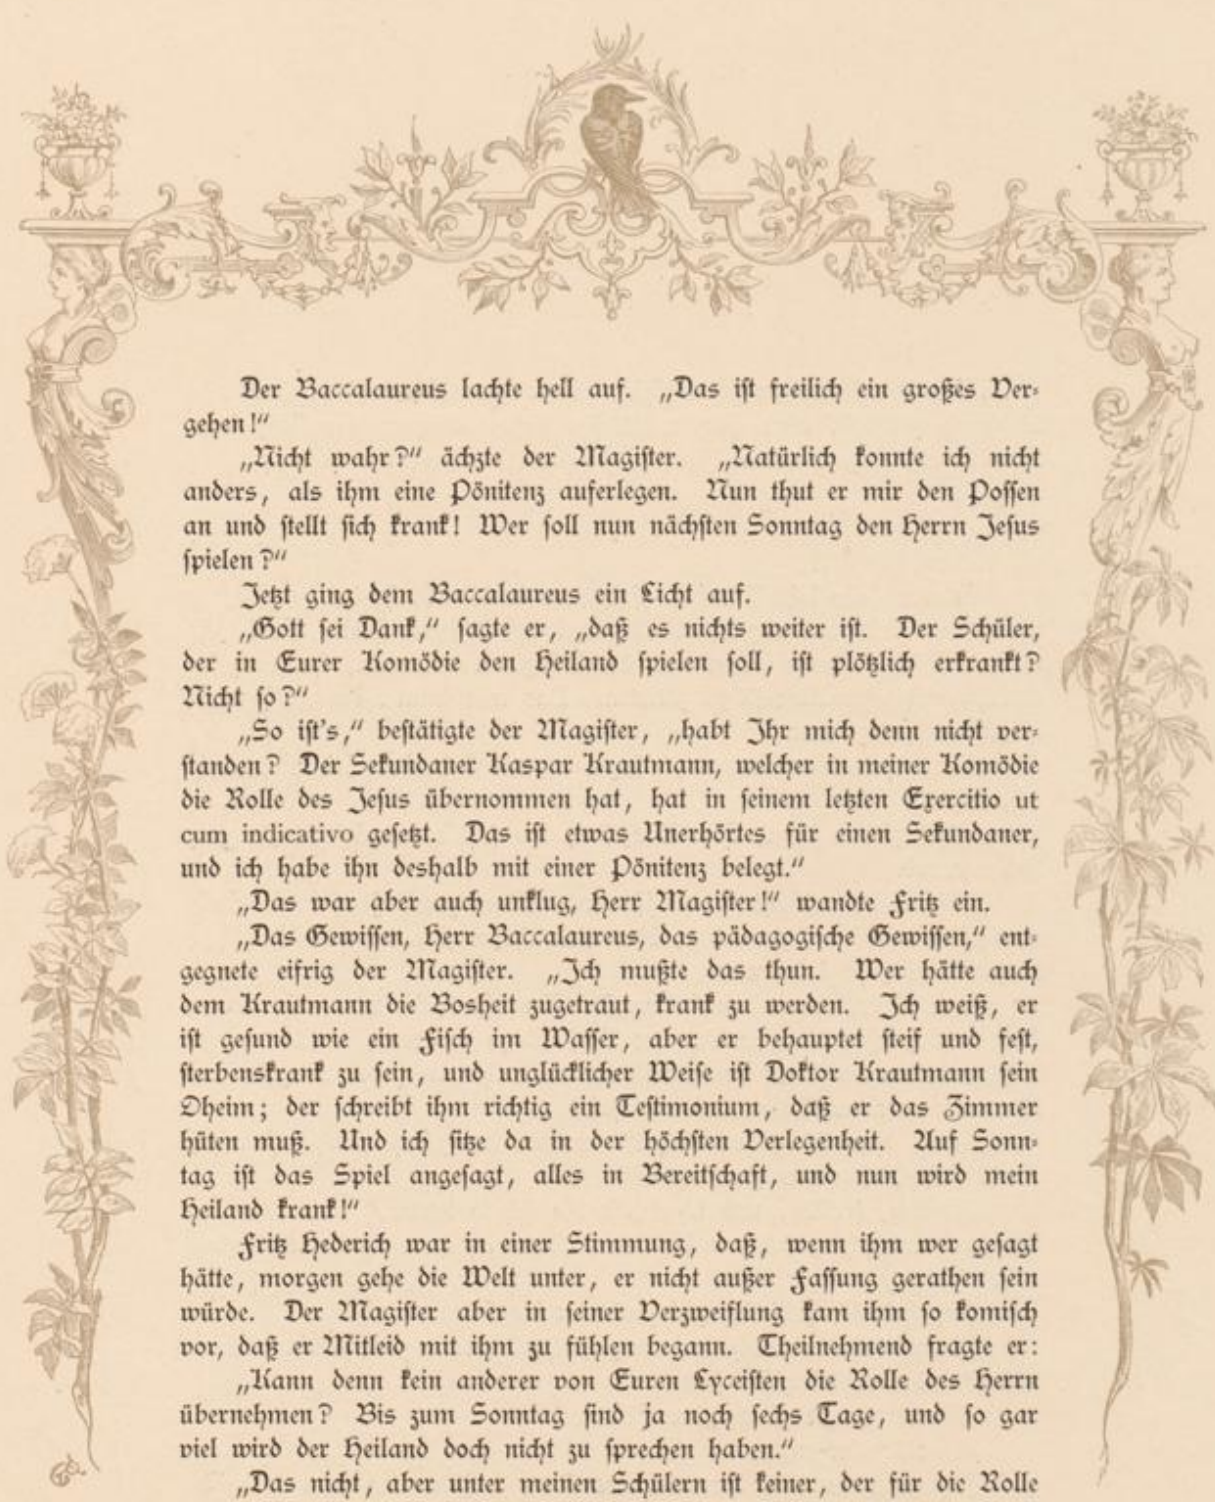 Der Baccalaureus lachte hell auf. „Das ist freilich ein großes Ver-
gehen!“
„Nicht wahr?“ ächzte der Magister. „Natürlich konnte ich nicht
anders, als ihm eine Pönitenz auferlegen. Nun thut er mir den Possen
an und stellt sich krank! Wer soll nun nächsten Sonntag den Herrn Jesus
spielen?“
Jetzt ging dem Baccalaureus ein Licht auf.
„Gott sei Dank,“ sagte er, „daß es nichts weiter ist. Der Schüler,
der in Eurer Komödie den Heiland spielen soll, ist plötzlich erkrankt?
Nicht so?“
„So ist's,“ bestätigte der Magister, „habt Ihr mich denn nicht ver-
standen? Der Sekundaner Kaspar Krautmann, welcher in meiner Komödie
die Rolle des Jesus übernommen hat, hat in seinem letzten Exercitio ut
cum indicativo gesetzt. Das ist etwas Unerhörtes für einen Sekundaner,
und ich habe ihn deshalb mit einer Pönitenz belegt.“
„Das war aber auch unklug, Herr Magister!“ wandte Fritz ein.
„Das Gewissen, Herr Baccalaureus, das pädagogische Gewissen,“ ent-
gegnete eifrig der Magister. „Ich mußte das thun. Wer hätte auch
dem Krautmann die Bosheit zugetraut, krank zu werden. Ich weiß, er
ist gesund wie ein Fisch im Wasser, aber er behauptet steif und fest,
sterbenskrank zu sein, und unglücklicher Weise ist Doktor Krautmann sein
Oheim; der schreibt ihm richtig ein Testimonium, daß er das Zimmer
hüten muß. Und ich sitze da in der höchsten Verlegenheit. Auf Sonn-
tag ist das Spiel angesagt, alles in Bereitschaft, und nun wird mein
Heiland krank!“
Fritz Hederich war in einer Stimmung, daß, wenn ihm wer gesagt
hätte, morgen gehe die Welt unter, er nicht außer Fassung gerathen sein
würde. Der Magister aber in seiner Verzweiflung kam ihm so komisch
vor, daß er Mitleid mit ihm zu fühlen begann. Theilnehmend fragte er:
„Kann denn kein anderer von Euren Lyceisten die Rolle des Herrn
übernehmen? Bis zum Sonntag sind ja noch sechs Tage, und so gar
viel wird der Heiland doch nicht zu sprechen haben.“
„Das nicht, aber unter meinen Schülern ist keiner, der für die Rolle